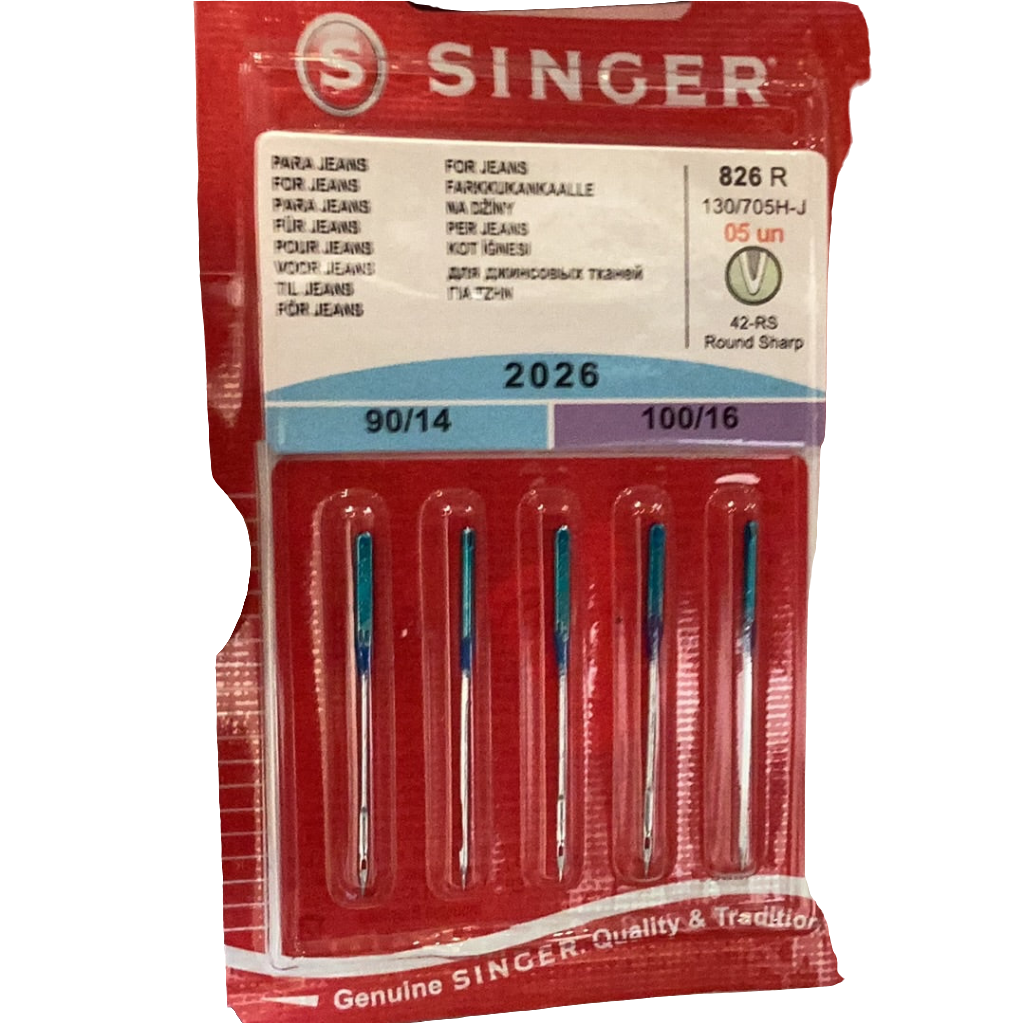 S SINGER
PARA JEANS
FOR JEANS
PARA JEANS
FÜR JEANS
POUR JEANS
VOOR JEANS
TIL JEANS
FÖR JEANS
FOR JEANS
FARKKUKANKAALLE
NA DŽÍNY
PER JEANS
KOT İĞNESİ
для джинсовых тканей
ΓΙΑ ΤΖΗΝ
826 R
130/705H-J
05 un
42-RS
Round Sharp
2026
90/14
100/16
Genuine SINGER. Quality & Tradition